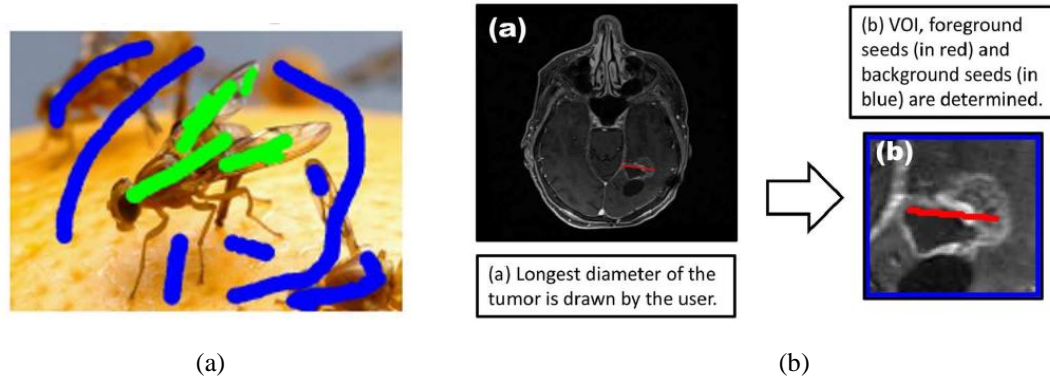 (a)
(b) VOI, foreground
seeds (in red) and
background seeds (in
blue) are determined.
(b)
(a) Longest diameter of the
tumor is drawn by the user.
(a)
(b)